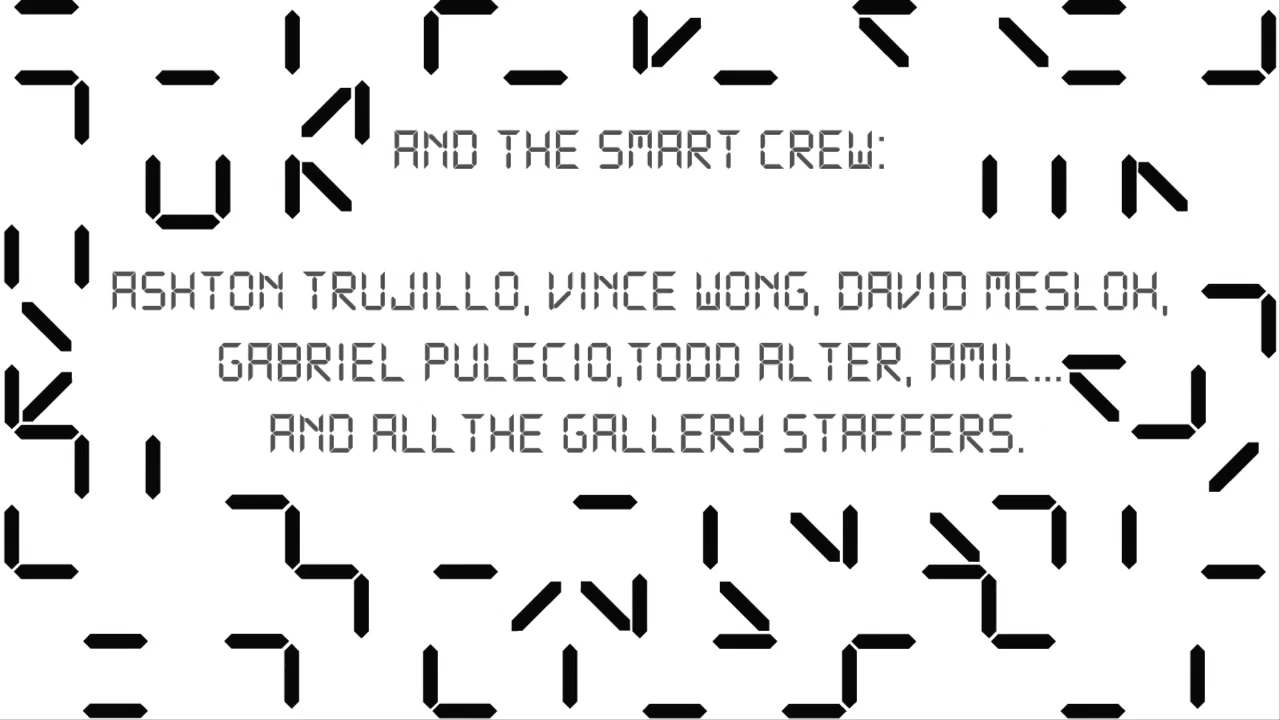 AND THE SMART CREW:
ASHTON TRUJILLO, VINCE WONG, DAVID MESLOH,
GABRIEL PULECIO,TODD ALTER, AMIL...
AND ALLTHE GALLERY STAFFERS.